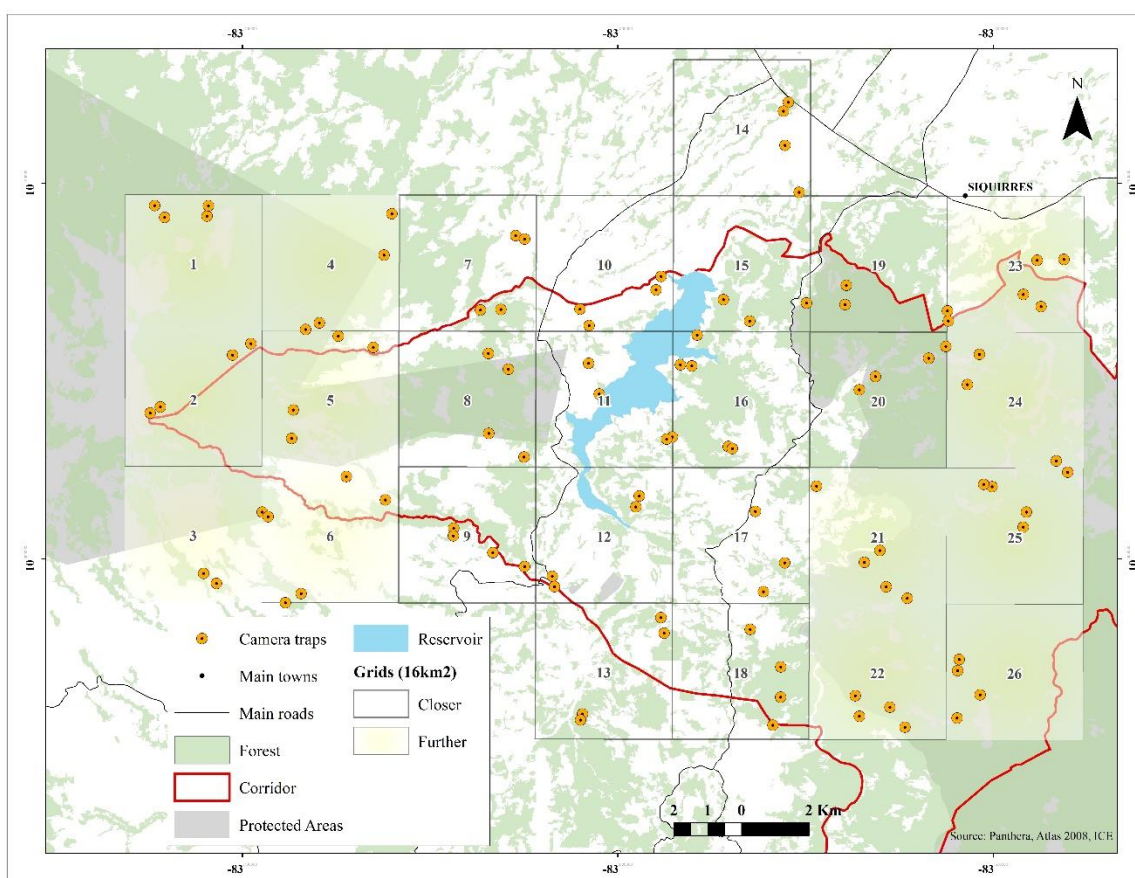 -83 -83 -83
N
14
10 10
SIQUIRRES
1 4 7 10 15 19 23
2 5 8 11 16 20 24
3 6 9 12 17 21 25
10 10
13 18 22 26
Camera traps
Main towns
Main roads
Forest
Corridor
Protected Areas
Reservoir
Grids (16km2)
Closer
Further
2 1 0 2 Km
Source: Panthera, Atlas 2008, ICE
-83 -83 -83